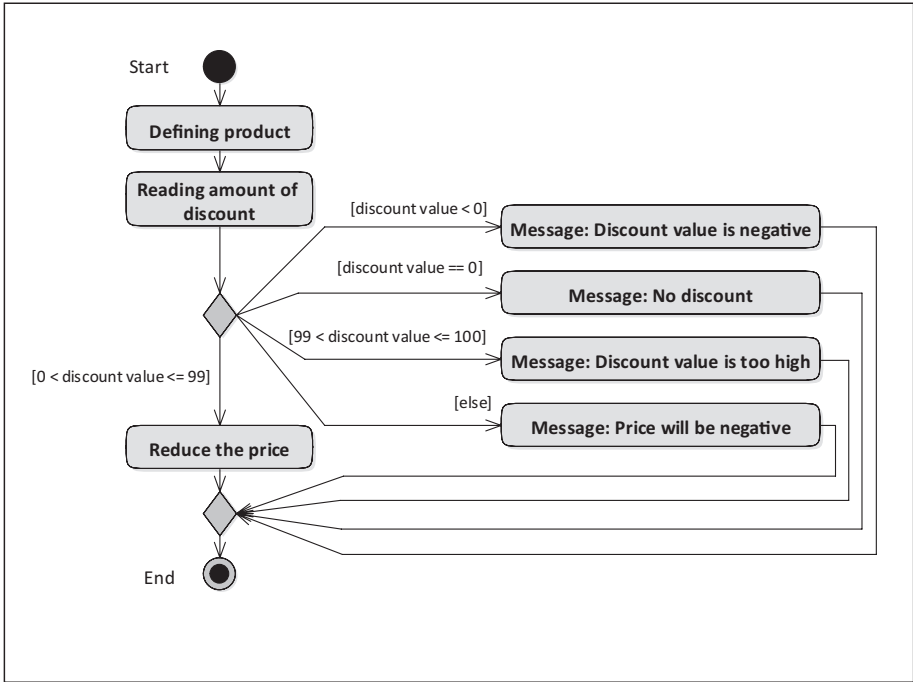 Start
Defining product
Reading amount of
discount
[discount value < 0]
Message: Discount value is negative
[discount value == 0]
Message: No discount
[99 < discount value <= 100]
Message: Discount value is too high
[0 < discount value <= 99]
[else]
Message: Price will be negative
Reduce the price
End